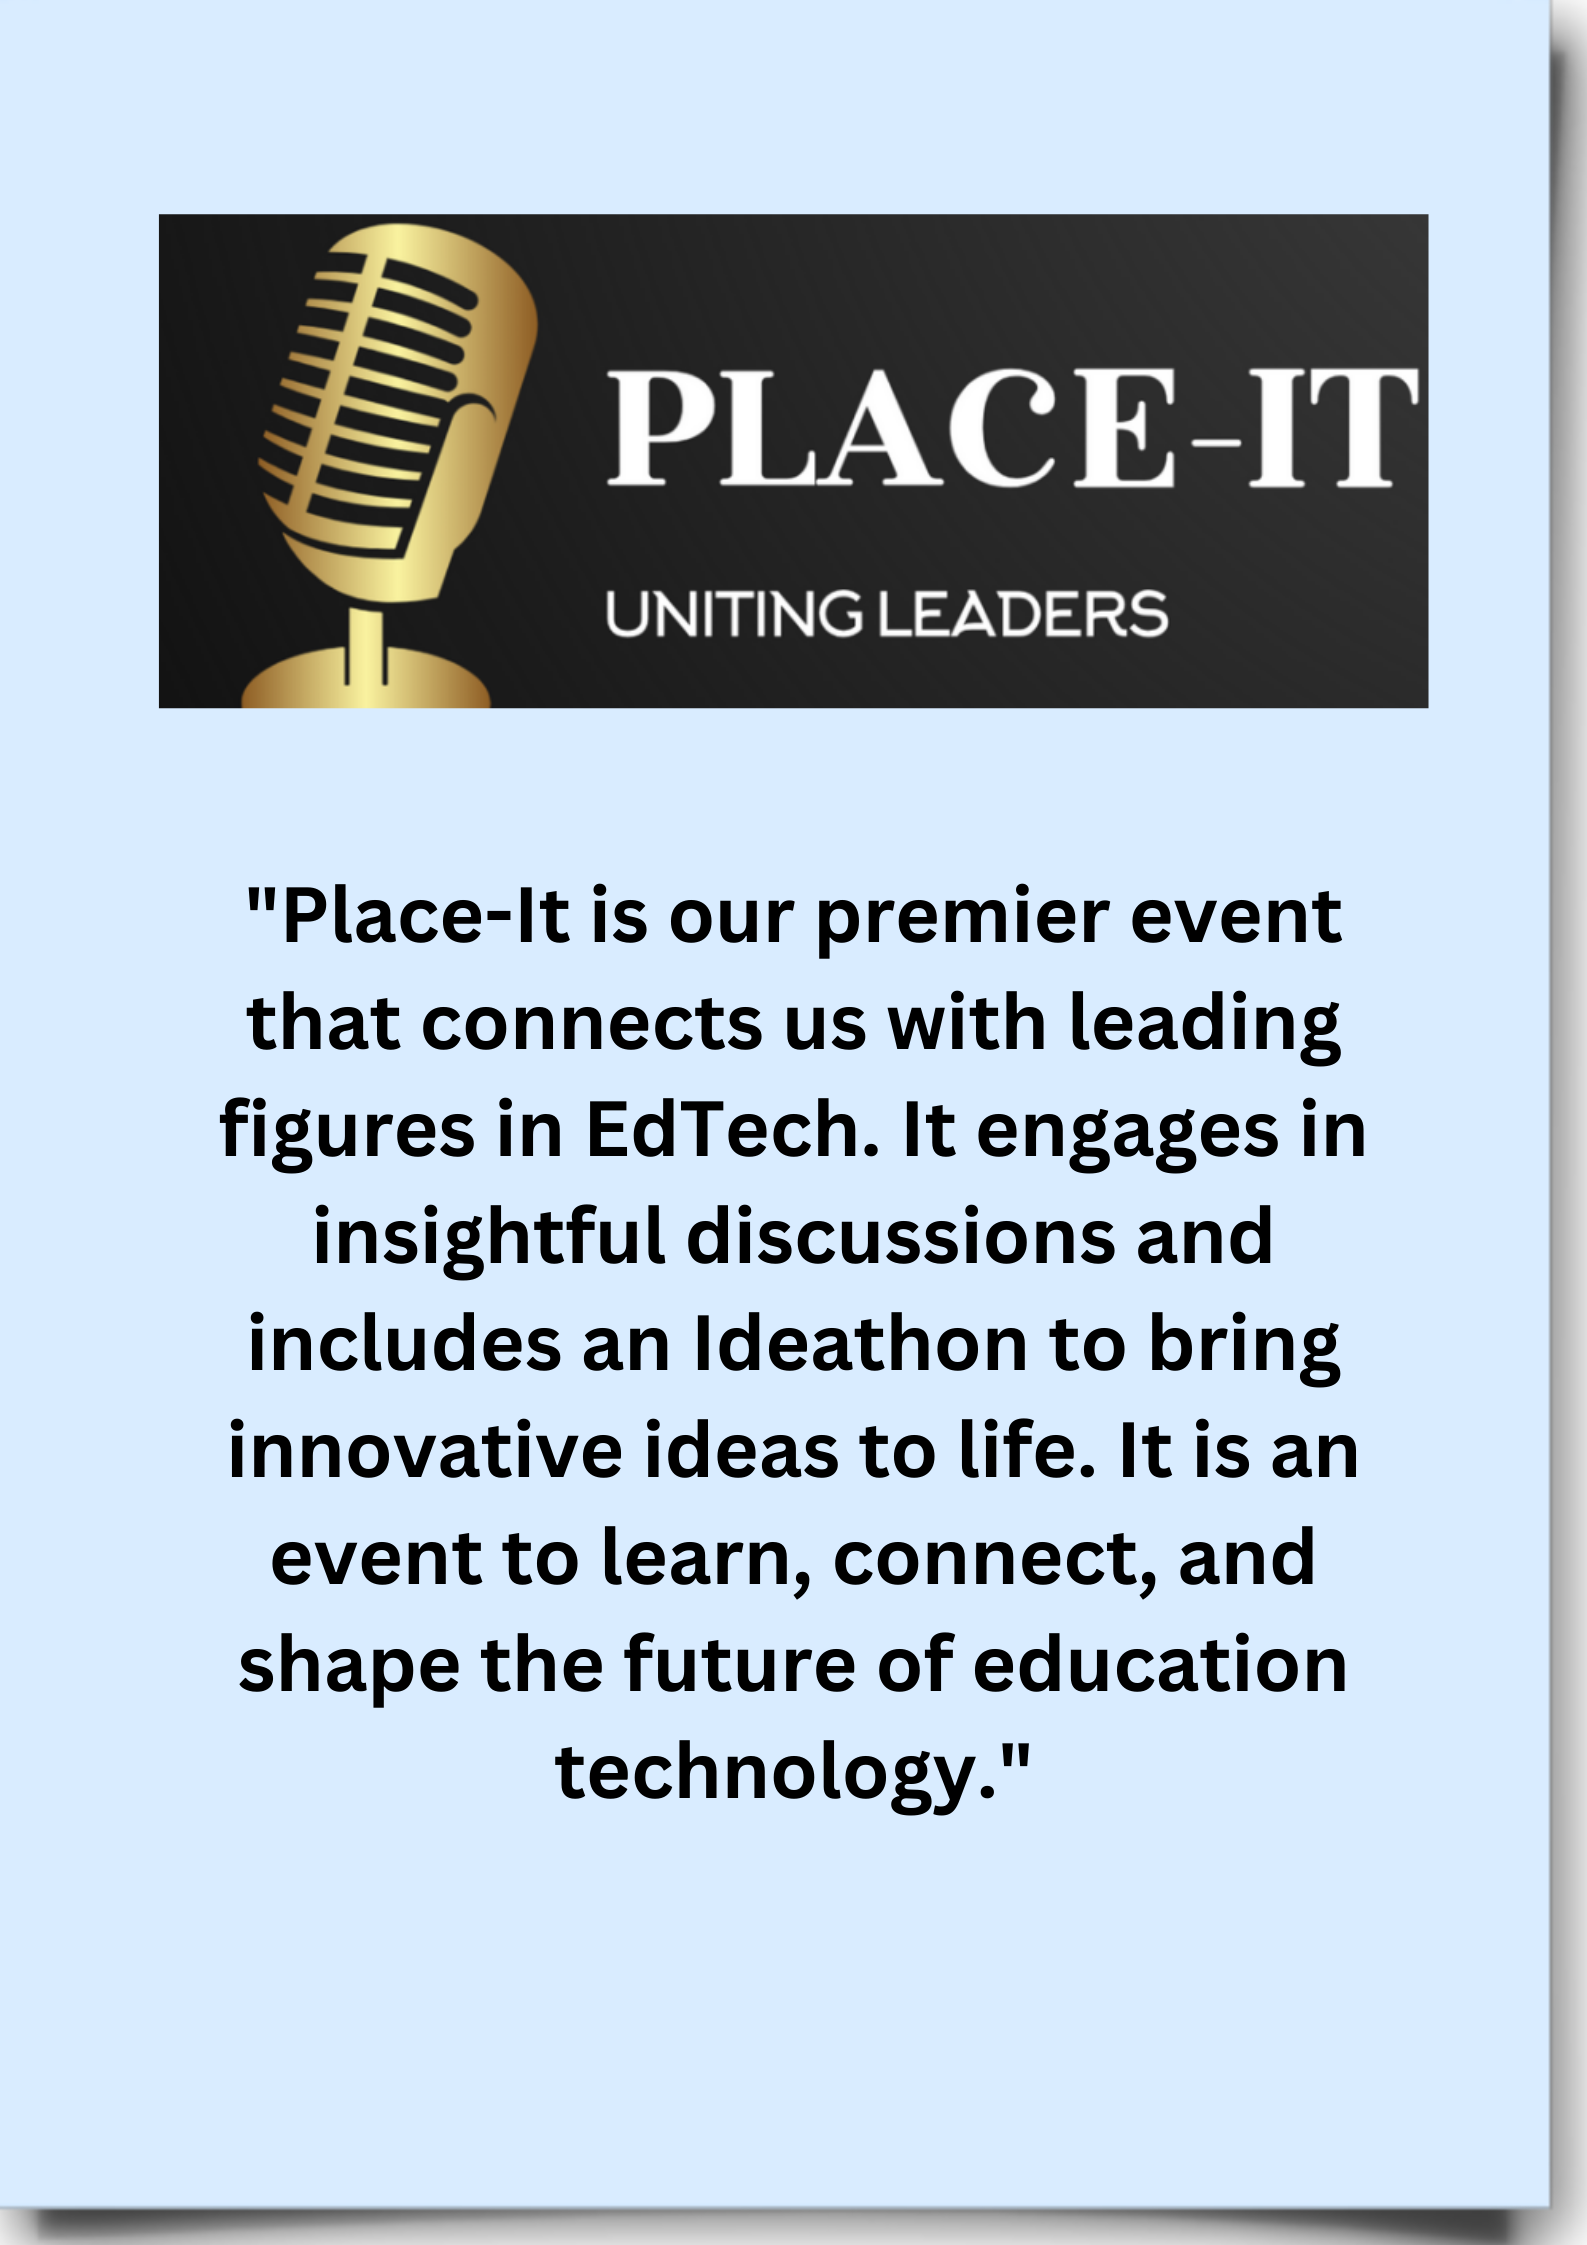 PLACE-IT
UNITING LEADERS
"Place-It is our premier event
that connects us with leading
figures in EdTech. It engages in
insightful discussions and
includes an Ideathon to bring
innovative ideas to life. It is an
event to learn, connect, and
shape the future of education
technology."